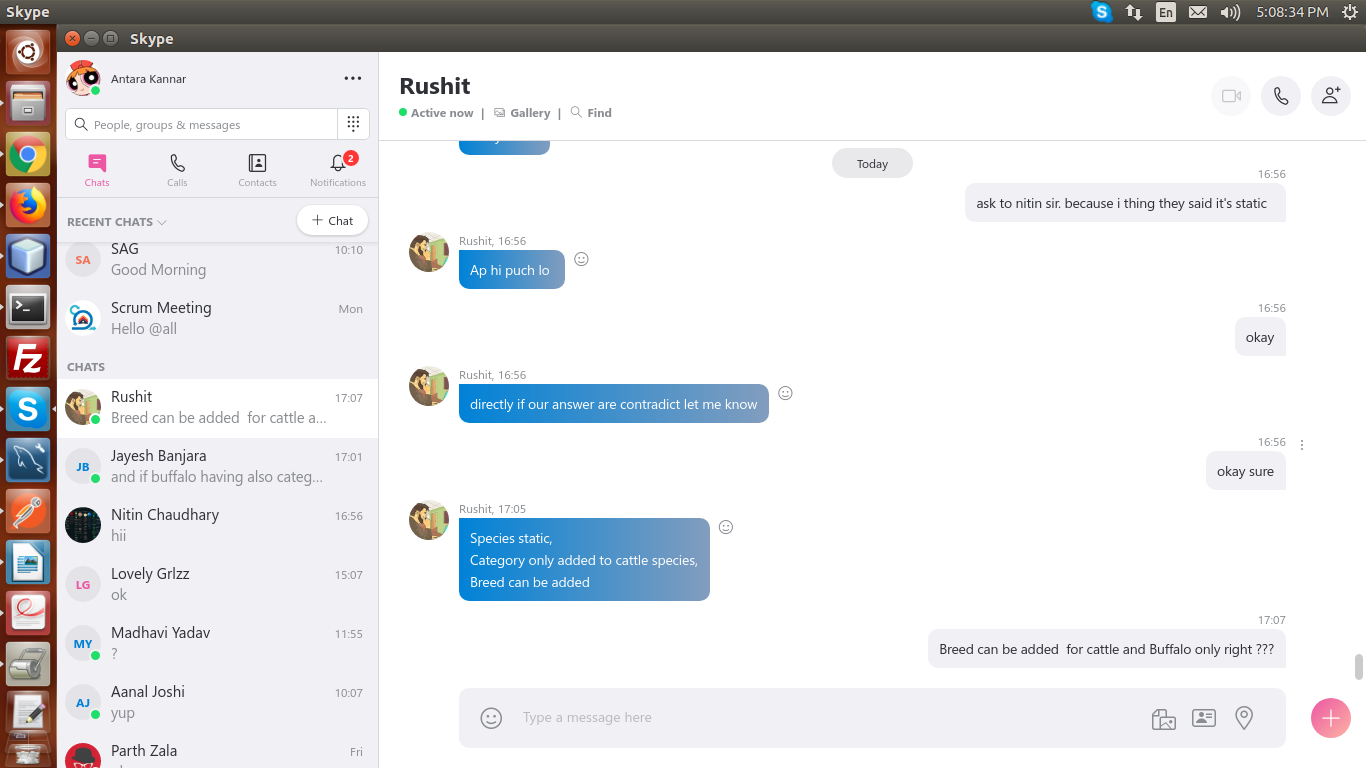 Skype
En
5:08:34 PM
Skype
Antara Kannar
People, groups & messages
Chats
Calls
Contacts
Notifications
2
RECENT CHATS
+ Chat
SA
SAG
10:10
Good Morning
Scrum Meeting
Mon
Hello @all
CHATS
Rushit
17:07
Breed can be added for cattle a...
JB
Jayesh Banjara
17:01
and if buffalo having also categ...
Nitin Chaudhary
16:56
hii
LG
Lovely Grlzz
15:07
ok
MY
Madhavi Yadav
11:55
?
AJ
Aanal Joshi
10:07
yup
Parth Zala
Fri
Rushit
Active now | Gallery | Find
Today
16:56
ask to nitin sir. because i thing they said it's static
Rushit, 16:56
Ap hi puch lo
16:56
okay
Rushit, 16:56
directly if our answer are contradict let me know
16:56
okay sure
Rushit, 17:05
Species static,
Category only added to cattle species,
Breed can be added
17:07
Breed can be added for cattle and Buffalo only right ???
Type a message here